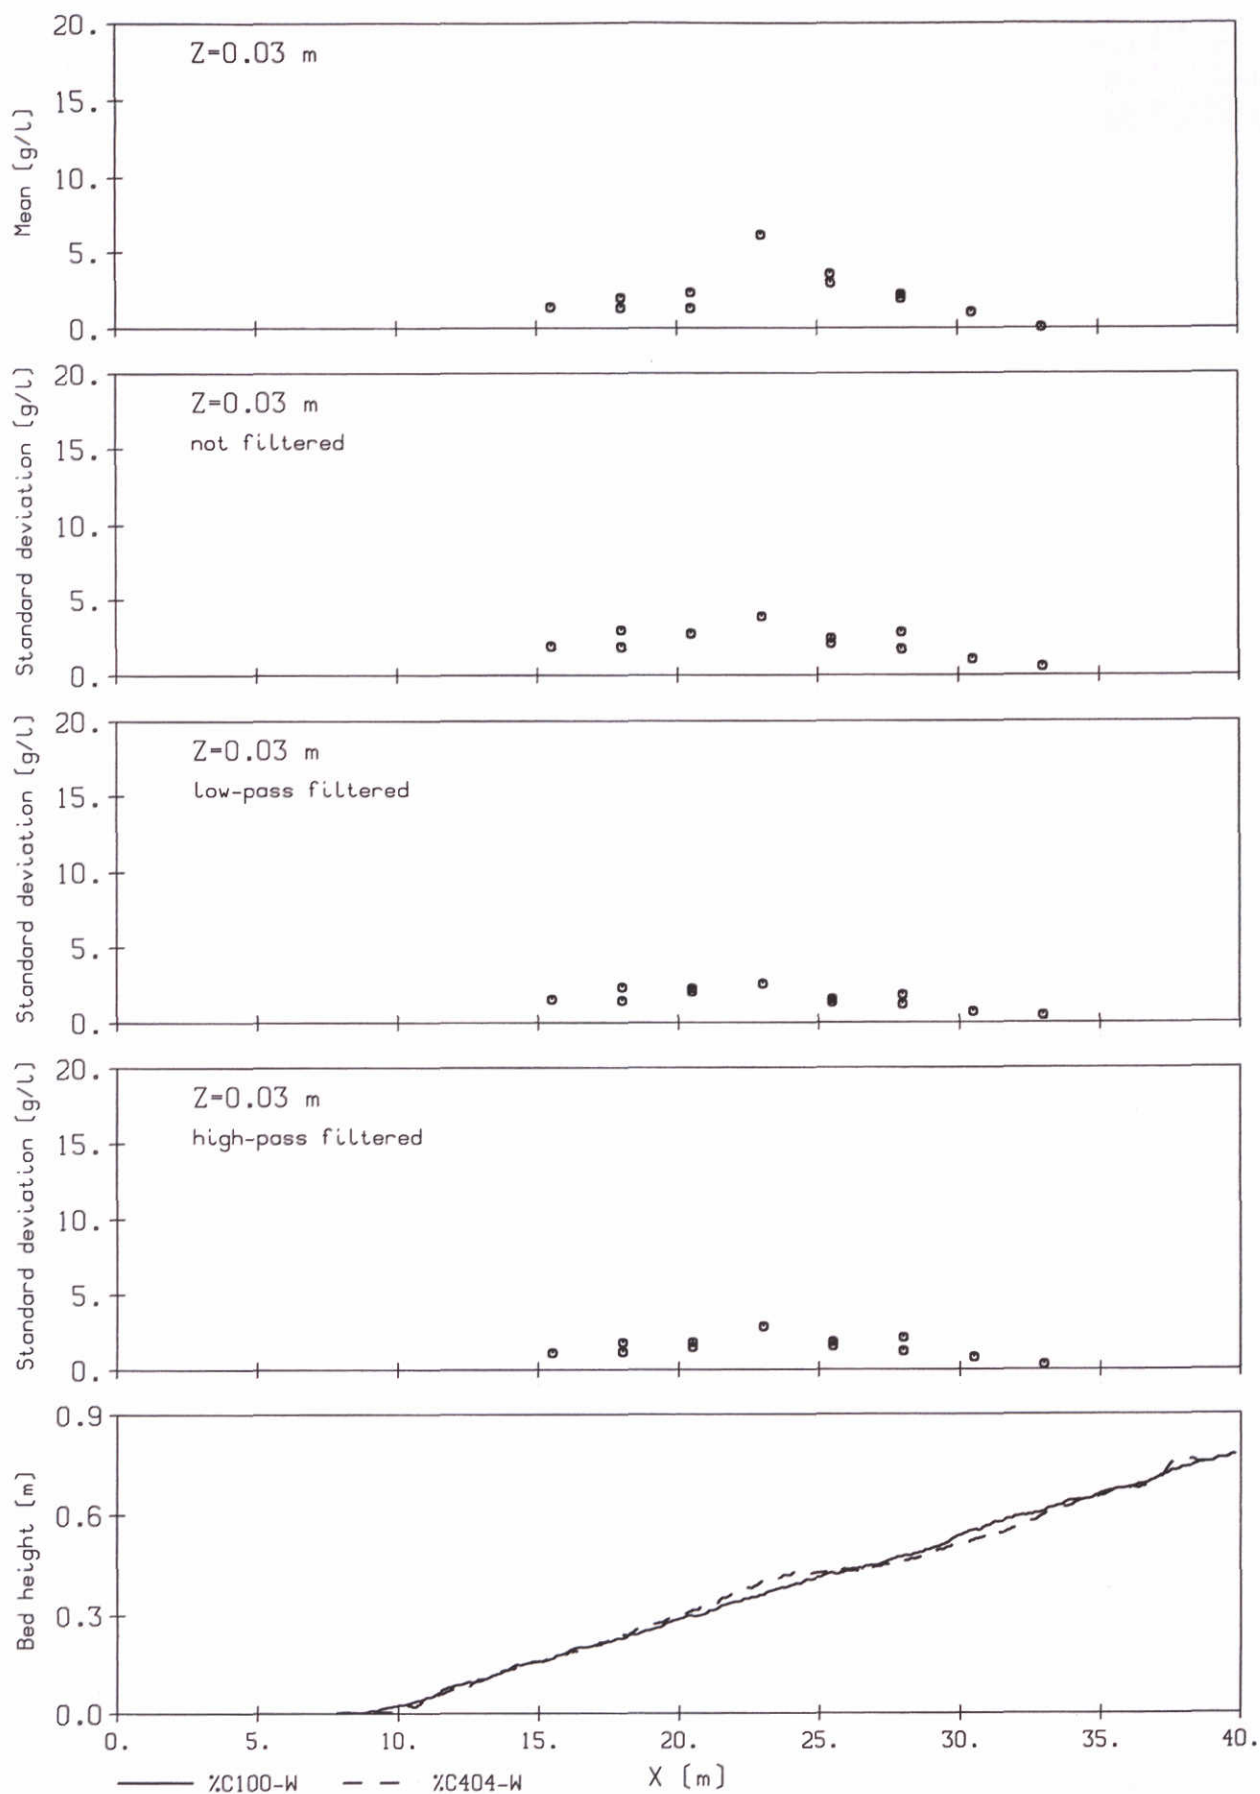 20.
15.
10.
5.
0.
Mean [g/l]
Z=0.03 m
20.
15.
10.
5.
0.
Standard deviation [g/l]
Z=0.03 m
not filtered
20.
15.
10.
5.
0.
Standard deviation [g/l]
Z=0.03 m
low-pass filtered
20.
15.
10.
5.
0.
Standard deviation [g/l]
Z=0.03 m
high-pass filtered
0.9
0.6
0.3
0.0
Bed height [m]
0. 5. 10. 15. 20. 25. 30. 35. 40.
%C100-W %C404-W X [m]